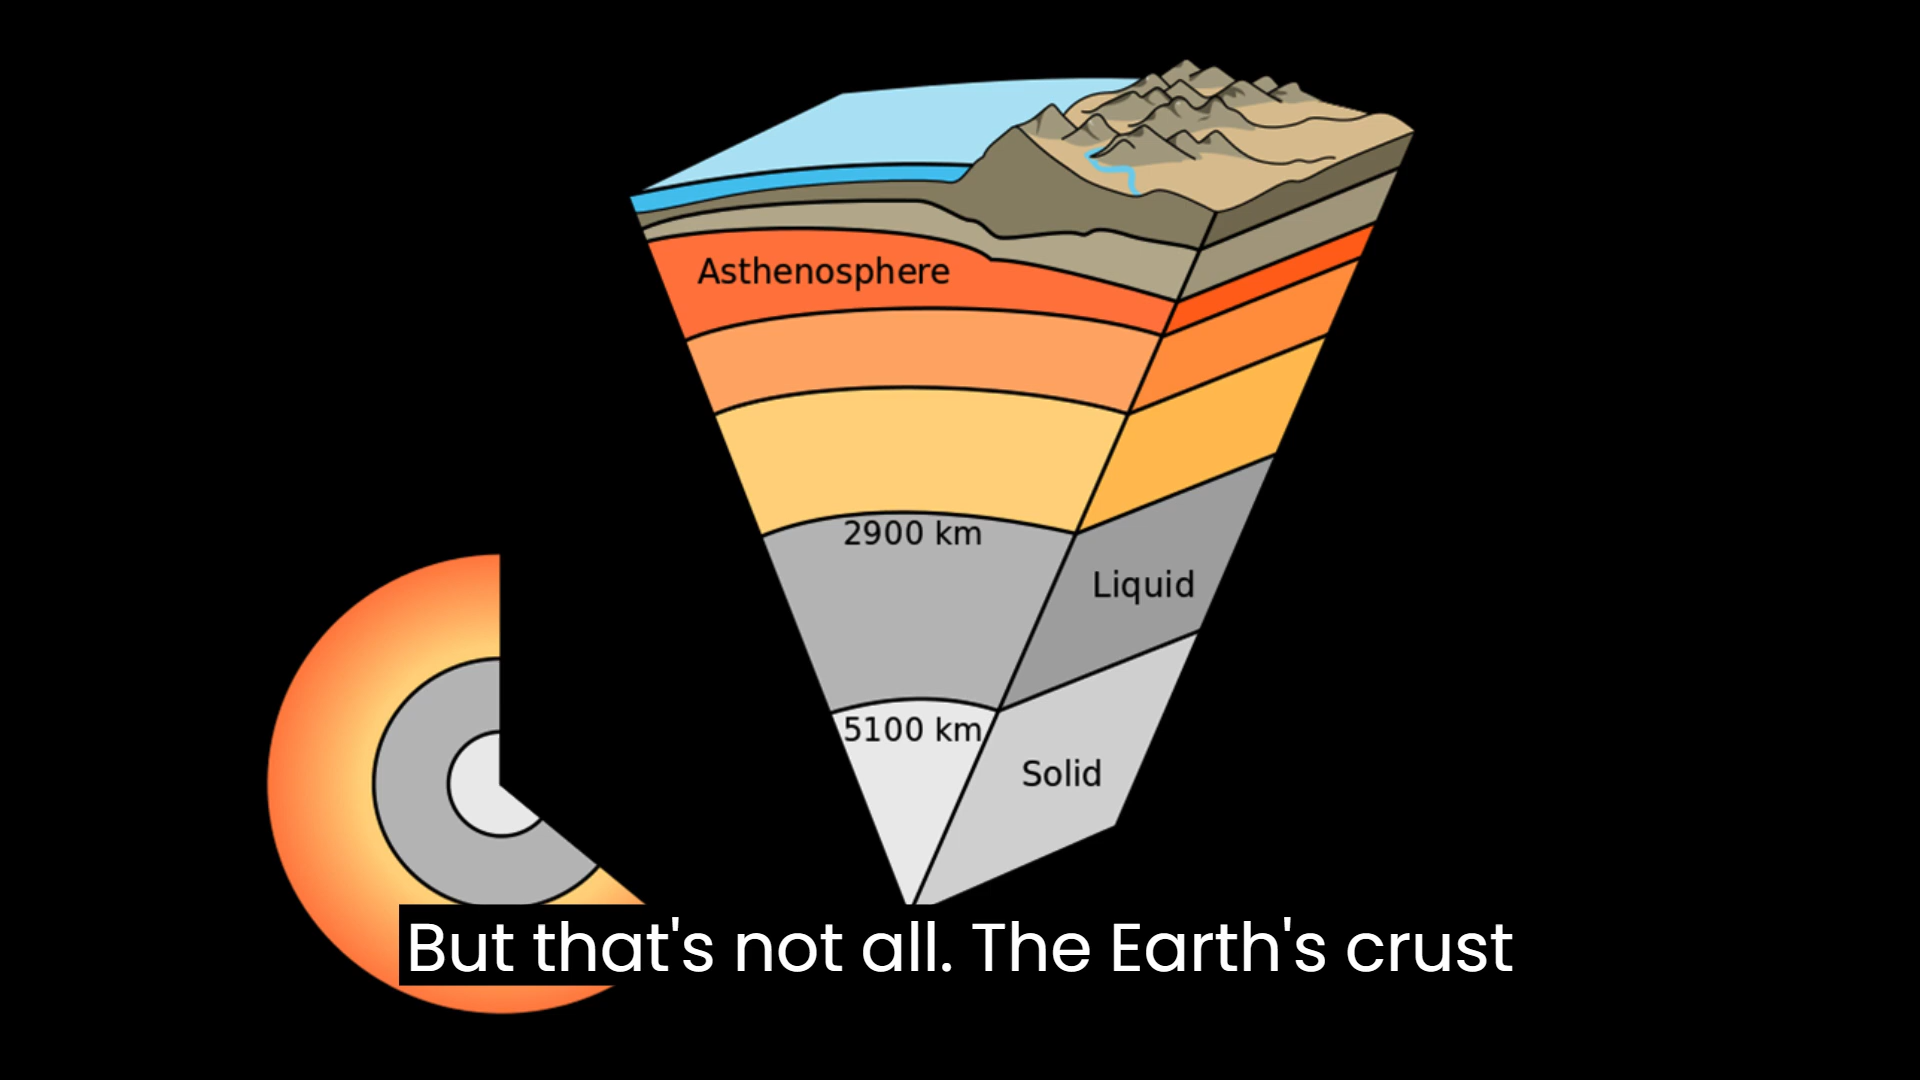 Asthenosphere
2900 km
Liquid
5100 km
Solid
But that's not all. The Earth's crust